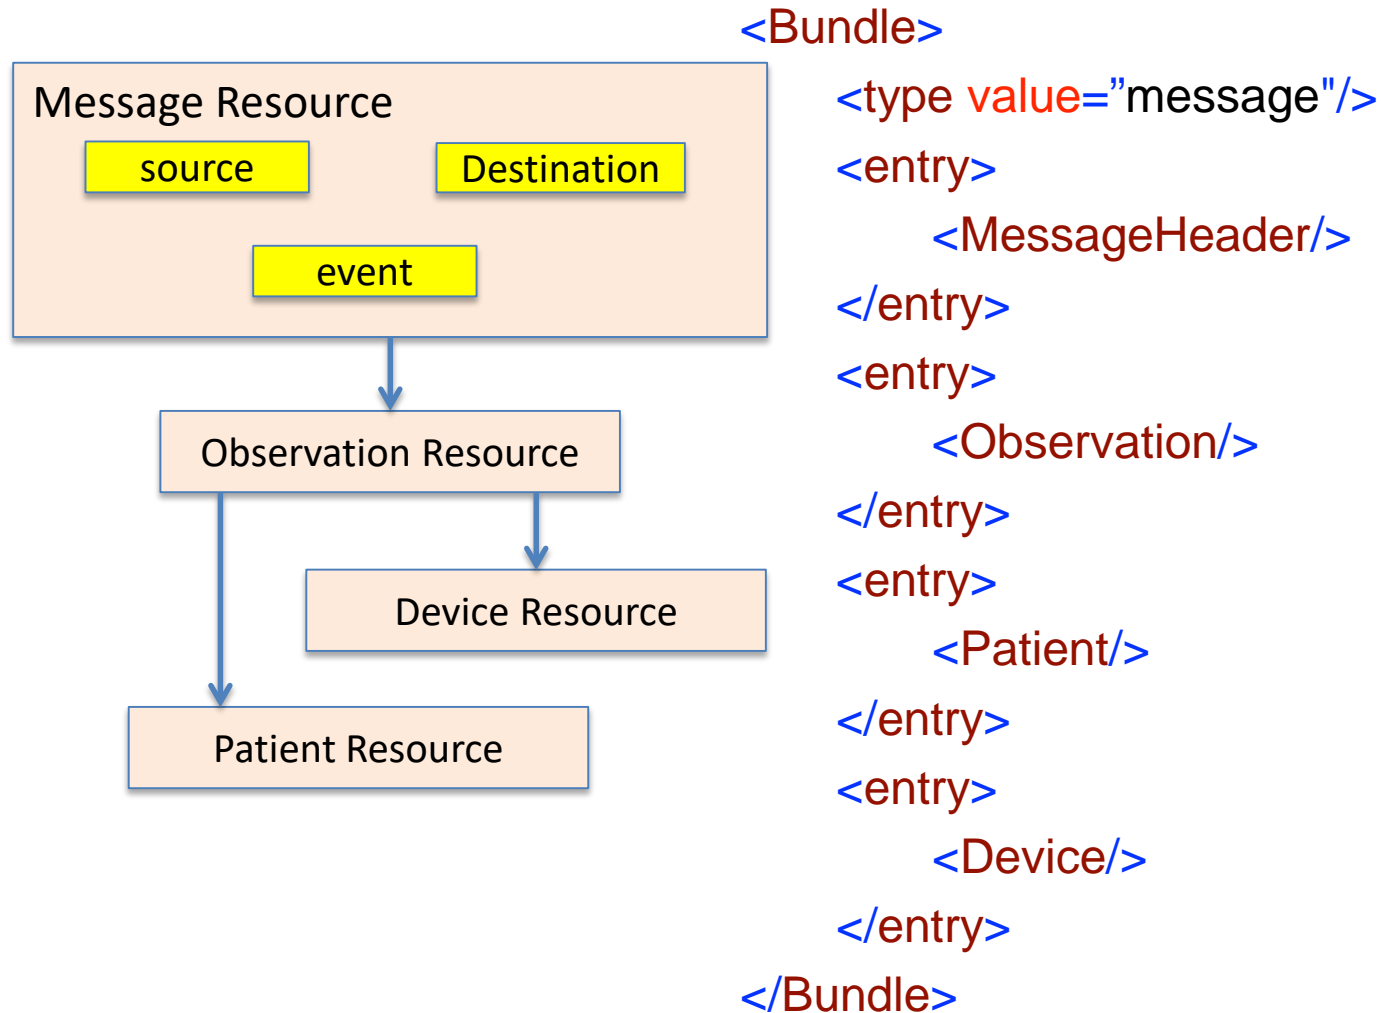 Message Resource
source
Destination
event
Observation Resource
Device Resource
Patient Resource
<Bundle>
<type value=”message"/>
<entry>
<MessageHeader/>
</entry>
<entry>
<Observation/>
</entry>
<entry>
<Patient/>
</entry>
<entry>
<Device/>
</entry>
</Bundle>